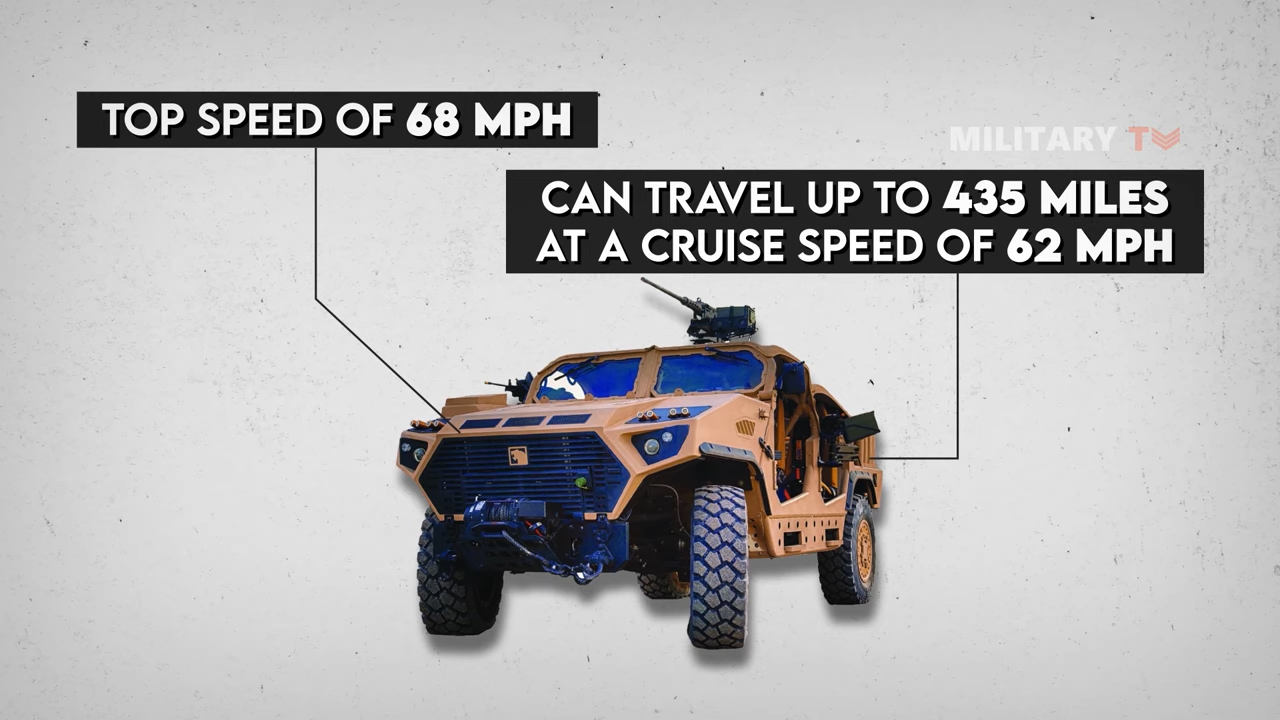 TOP SPEED OF 68 MPH
MILITARY TV
CAN TRAVEL UP TO 435 MILES
AT A CRUISE SPEED OF 62 MPH